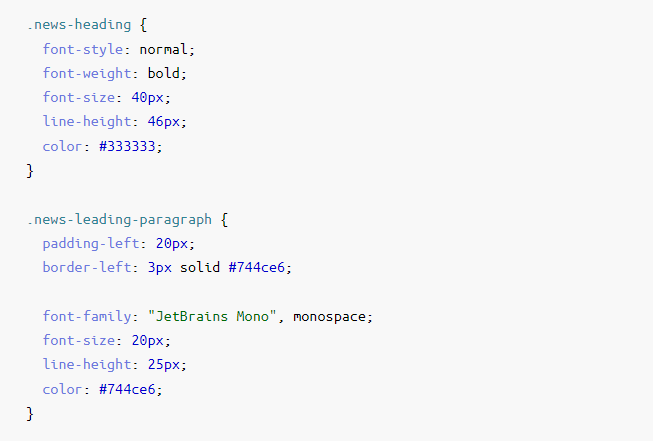 .news-heading {
  font-style: normal;
  font-weight: bold;
  font-size: 40px;
  line-height: 46px;
  color: #333333;
}

.news-leading-paragraph {
  padding-left: 20px;
  border-left: 3px solid #744ce6;

  font-family: "JetBrains Mono", monospace;
  font-size: 20px;
  line-height: 25px;
  color: #744ce6;
}